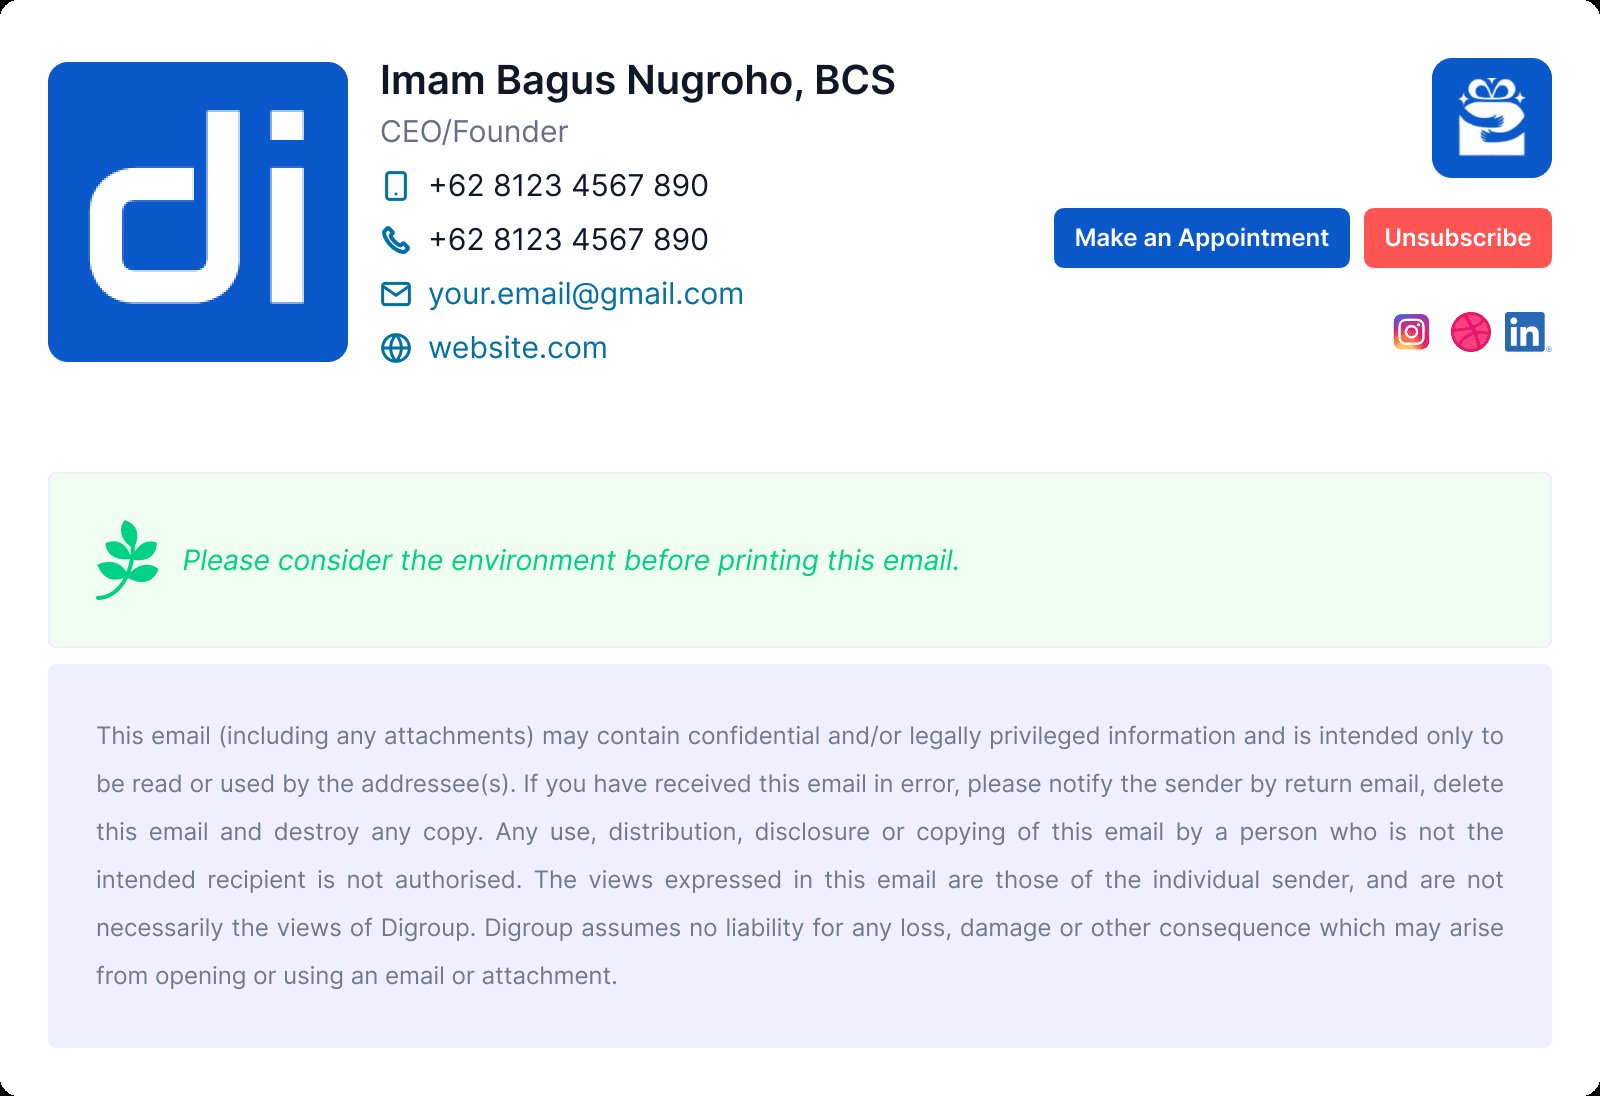 di
Imam Bagus Nugroho, BCS
CEO/Founder
+62 8123 4567 890
+62 8123 4567 890
your.email@gmail.com
website.com
Make an Appointment
Unsubscribe
in
Please consider the environment before printing this email.
This email (including any attachments) may contain confidential and/or legally privileged information and is intended only to
be read or used by the addressee(s). If you have received this email in error, please notify the sender by return email, delete
this email and destroy any copy. Any use, distribution, disclosure or copying of this email by a person who is not the
intended recipient is not authorised. The views expressed in this email are those of the individual sender, and are not
necessarily the views of Digroup. Digroup assumes no liability for any loss, damage or other consequence which may arise
from opening or using an email or attachment.